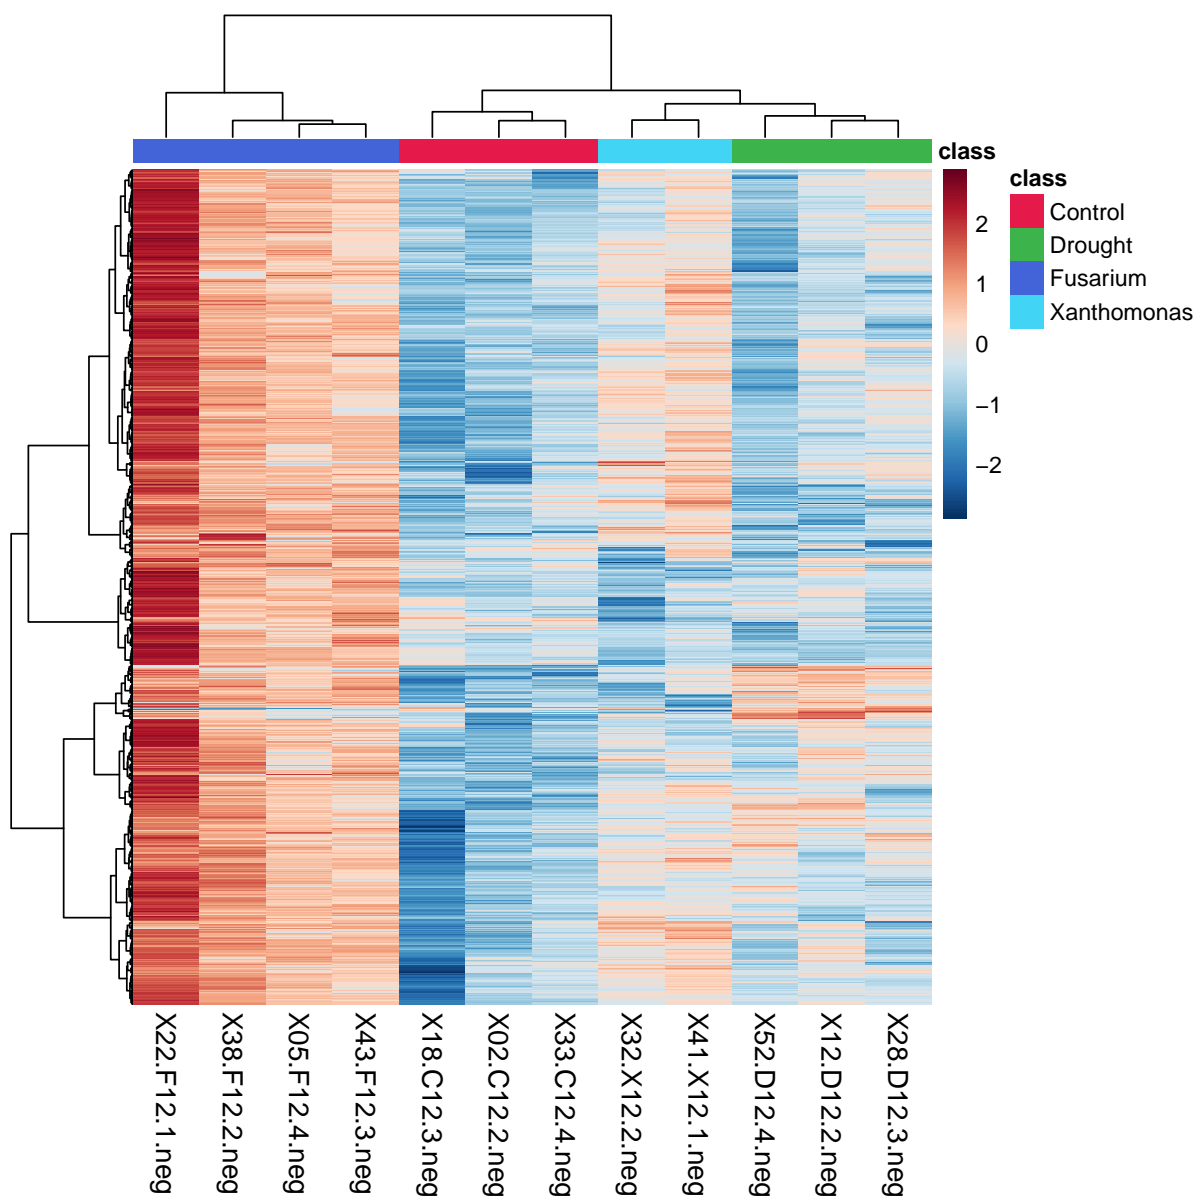 class
class
Control
Drought
Fusarium
Xanthomonas
2
1
0
−1
−2
X22.F12.1.neg
X38.F12.2.neg
X05.F12.4.neg
X43.F12.3.neg
X18.C12.3.neg
X02.C12.2.neg
X33.C12.4.neg
X32.X12.2.neg
X41.X12.1.neg
X52.D12.4.neg
X12.D12.2.neg
X28.D12.3.neg